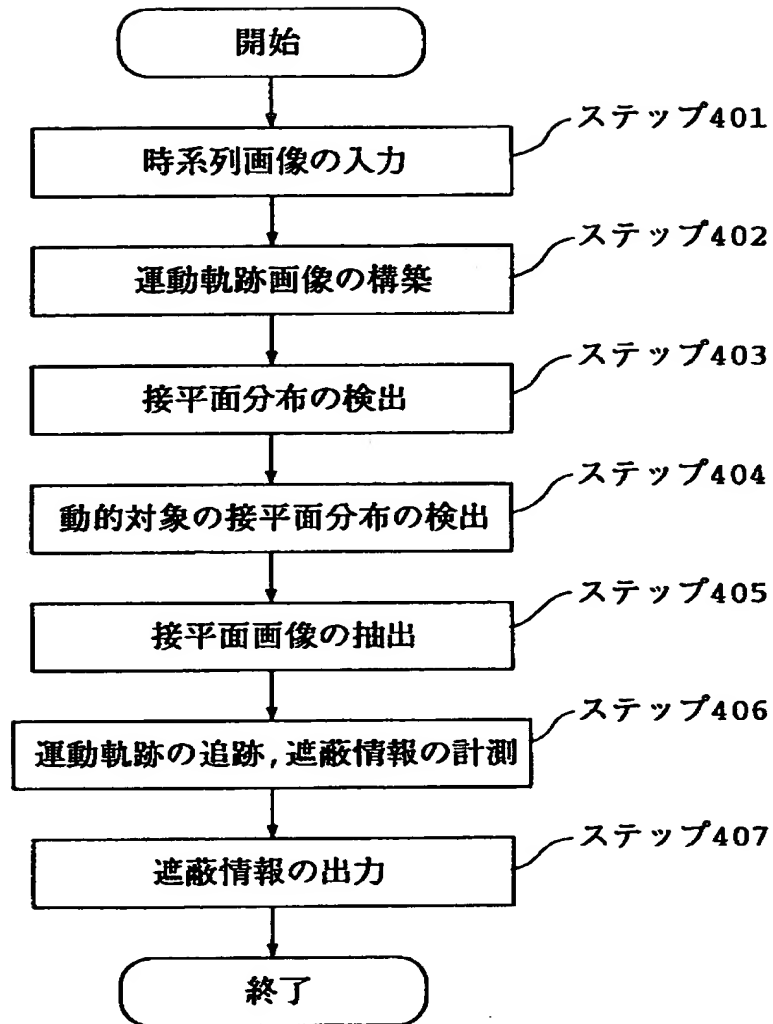 開始
ステップ401
時系列画像の入力
ステップ402
運動軌跡画像の構築
ステップ403
接平面分布の検出
ステップ404
動的対象の接平面分布の検出
ステップ405
接平面画像の抽出
ステップ406
運動軌跡の追跡,遮蔽情報の計測
ステップ407
遮蔽情報の出力
終了